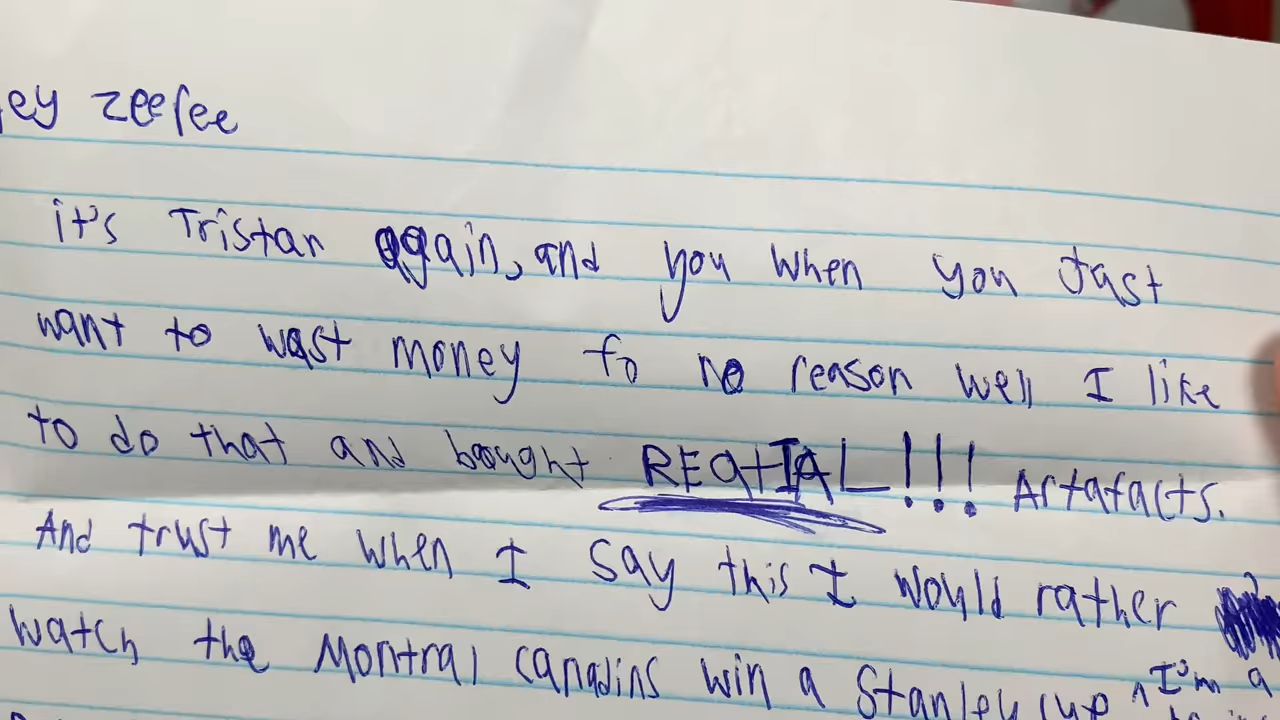 ey zeefee
it's Tristan again, and you when you Jast
want to wast money fo no reason well I like
to do that and bought REATIAL!!! Artafacts.
And trust me when I say this I would rather
watch the Montral canadins win a Stanley cup ^ I'm a